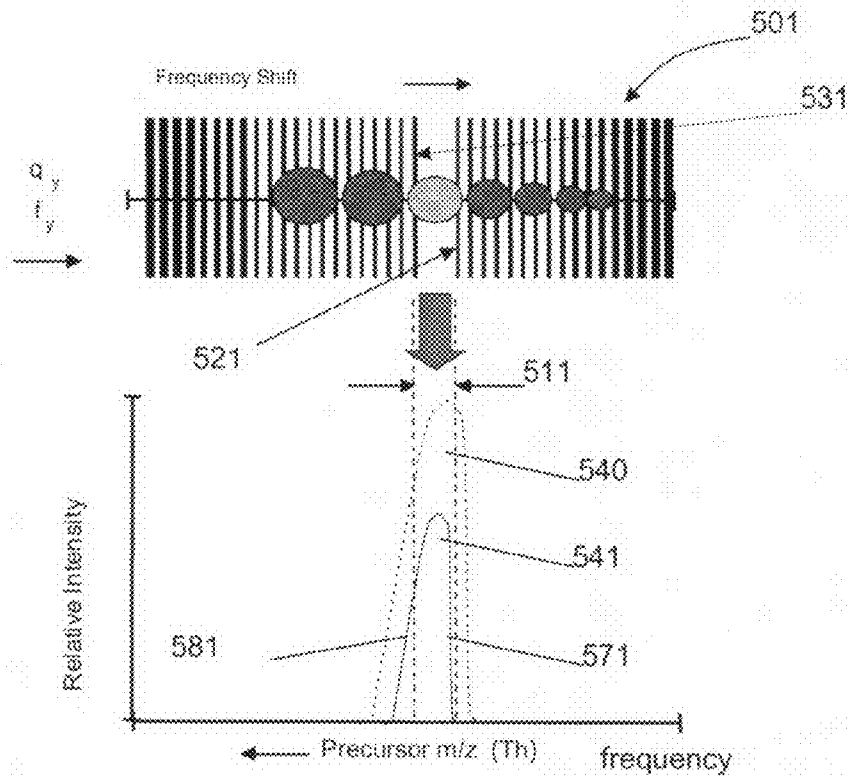 501
Frequency Shift
531
q y
f y
521
511
540
541
581
571
Relative Intensity
Precursor m/z (Th)
frequency